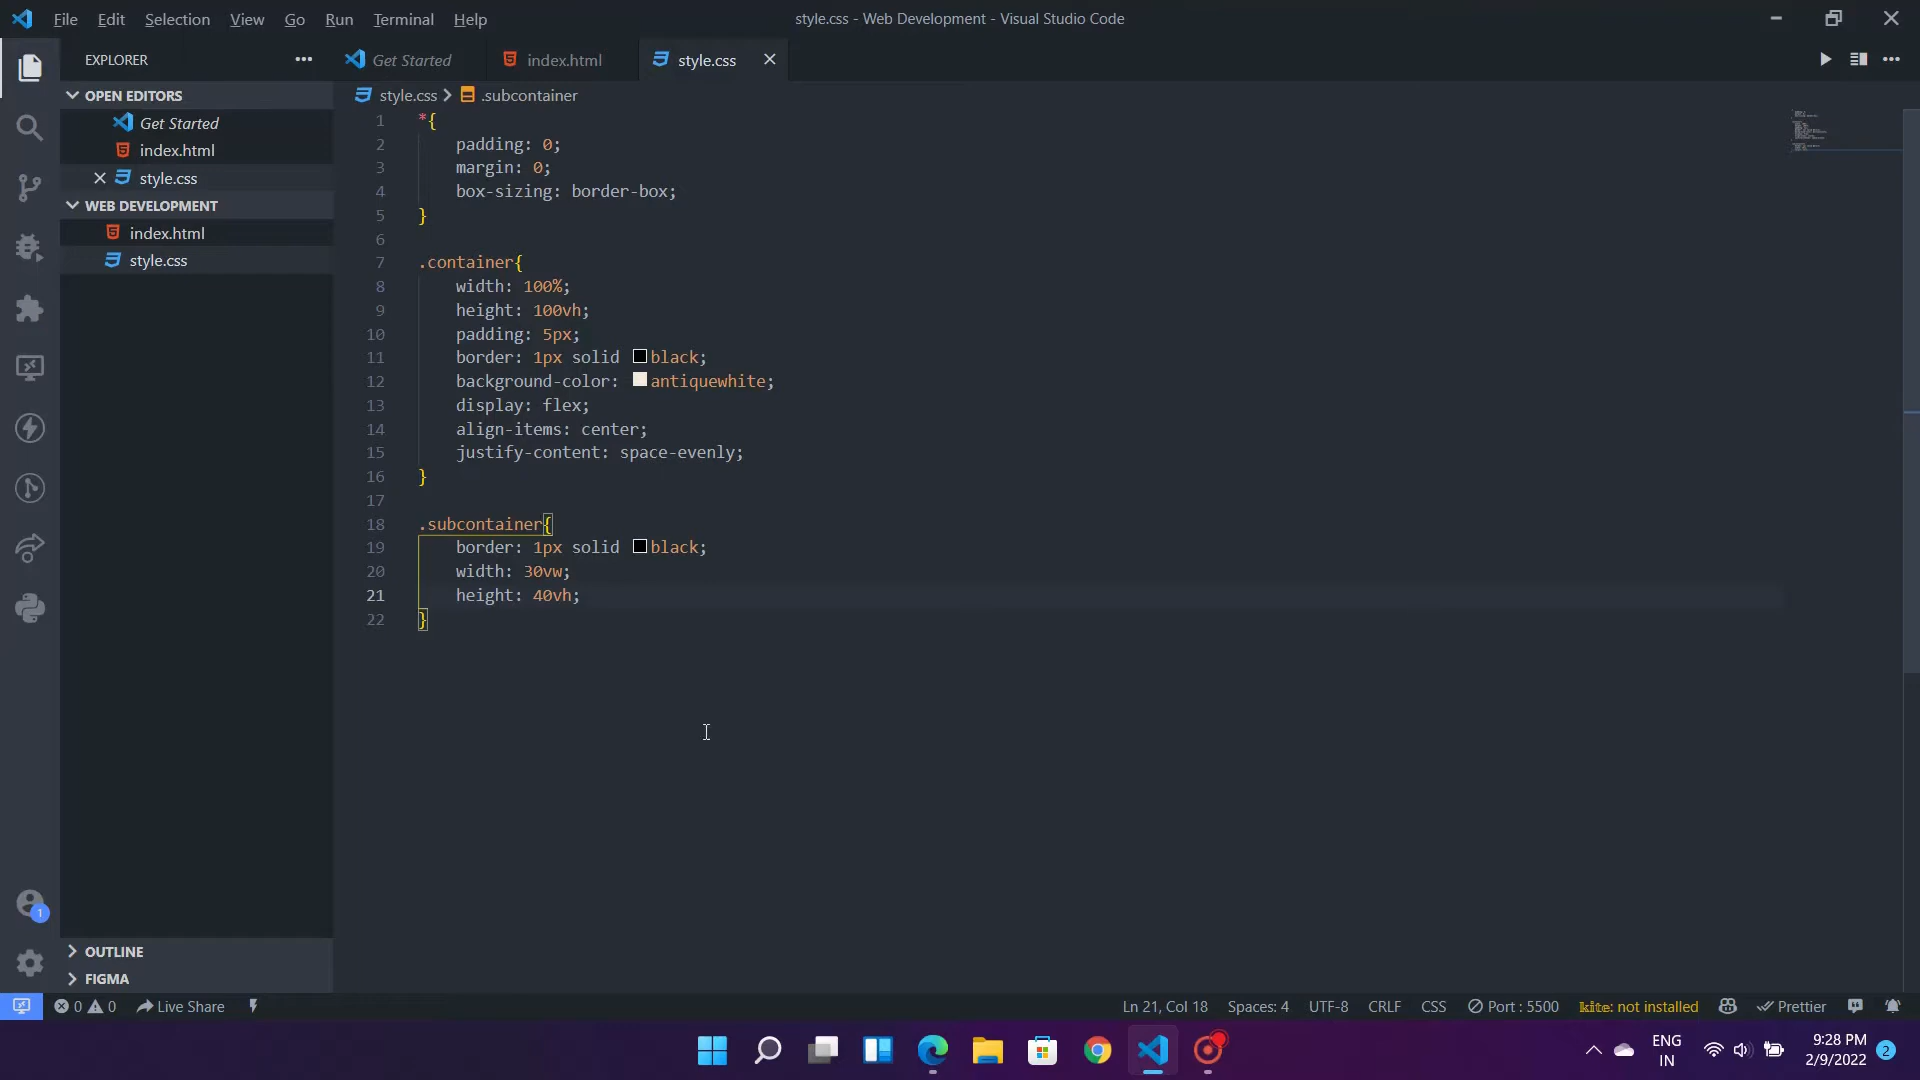 File Edit Selection View Go Run Terminal Help
style.css - Web Development - Visual Studio Code
EXPLORER
Get Started
index.html
style.css
OPEN EDITORS
Get Started
index.html
style.css
WEB DEVELOPMENT
index.html
style.css
style.css > .subcontainer
1 *{
2 padding: 0;
3 margin: 0;
4 box-sizing: border-box;
5 }
6
7 .container{
8 width: 100%;
9 height: 100vh;
10 padding: 5px;
11 border: 1px solid black;
12 background-color: antiquewhite;
13 display: flex;
14 align-items: center;
15 justify-content: space-evenly;
16 }
17
18 .subcontainer{
19 border: 1px solid black;
20 width: 30vw;
21 height: 40vh;
22 }
1
OUTLINE
FIGMA
0 0 Live Share
Ln 21, Col 18 Spaces: 4 UTF-8 CRLF CSS Port : 5500 kite: not installed Prettier
ENG
IN
9:28 PM
2/9/2022
2